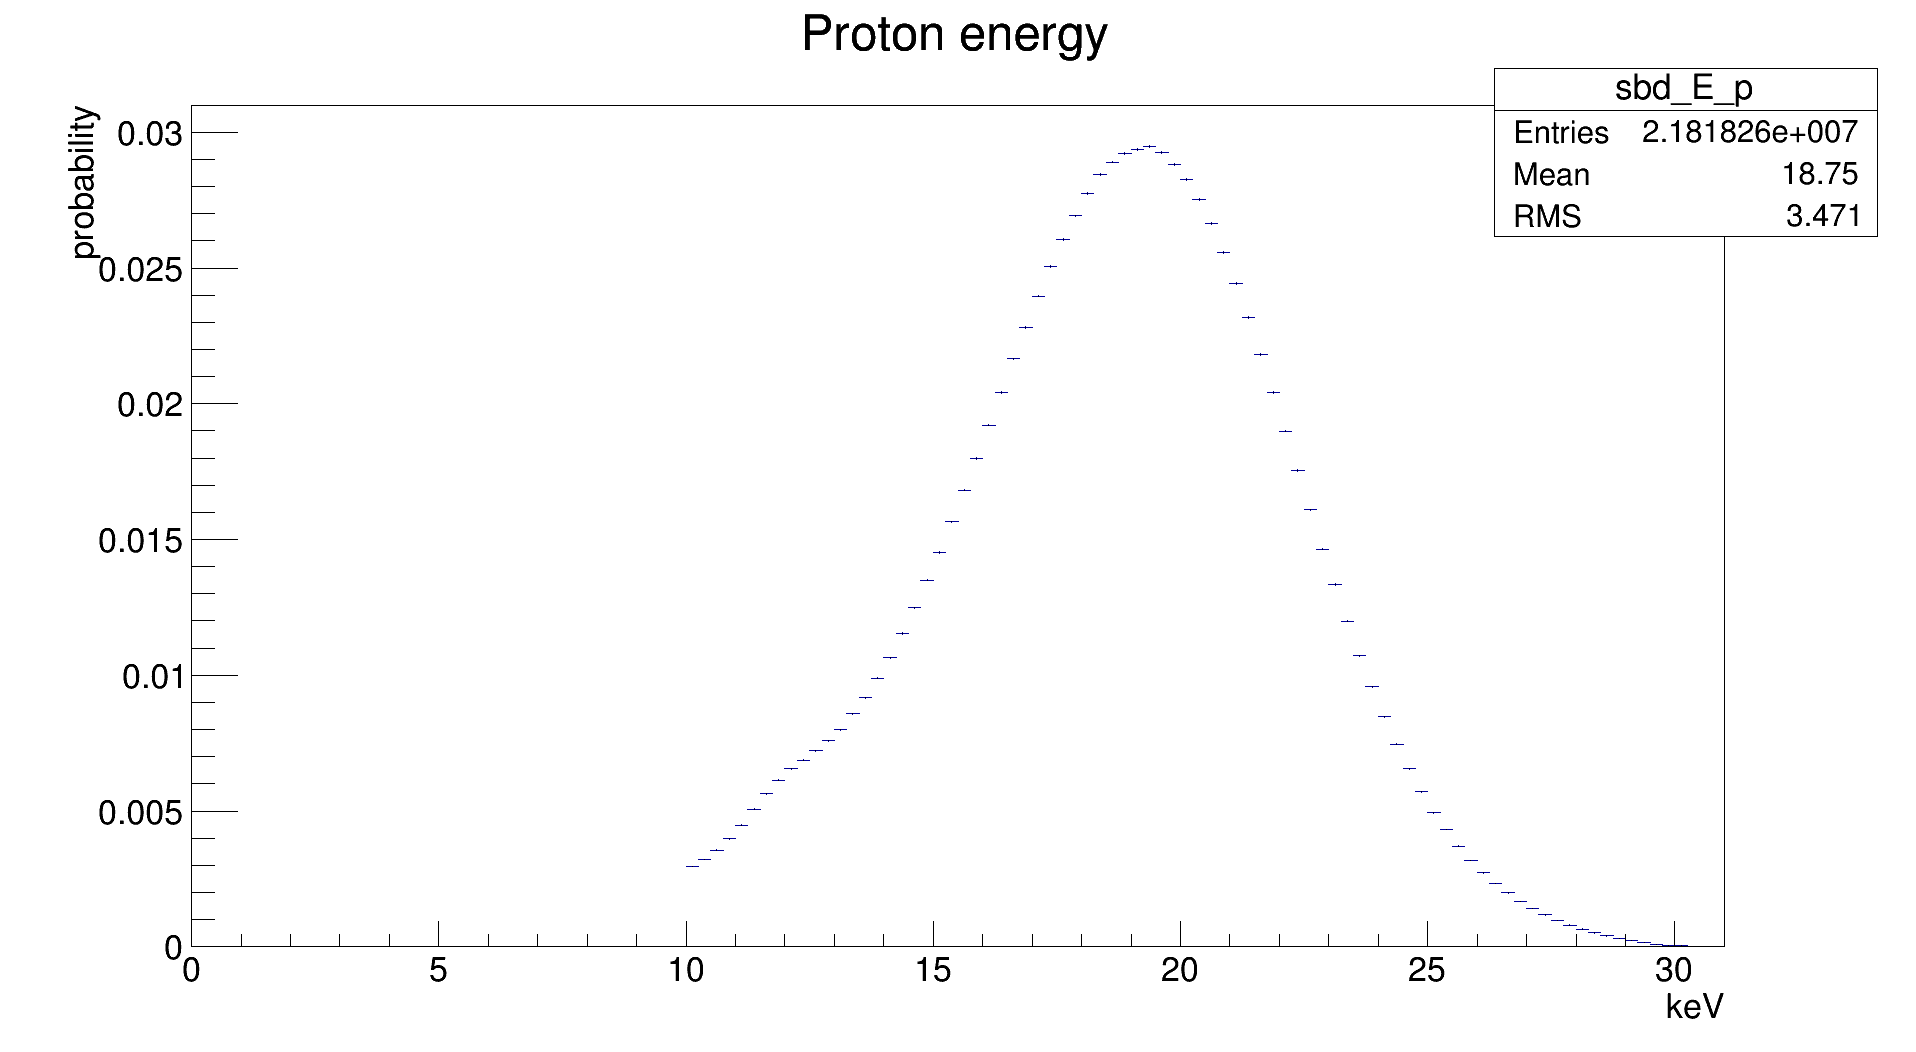 Proton energy
sbd_E_p
Entries 2.181826e+007
Mean 18.75
RMS 3.471
probability
0.03
0.025
0.02
0.015
0.01
0.005
0
0 5 10 15 20 25 30
keV